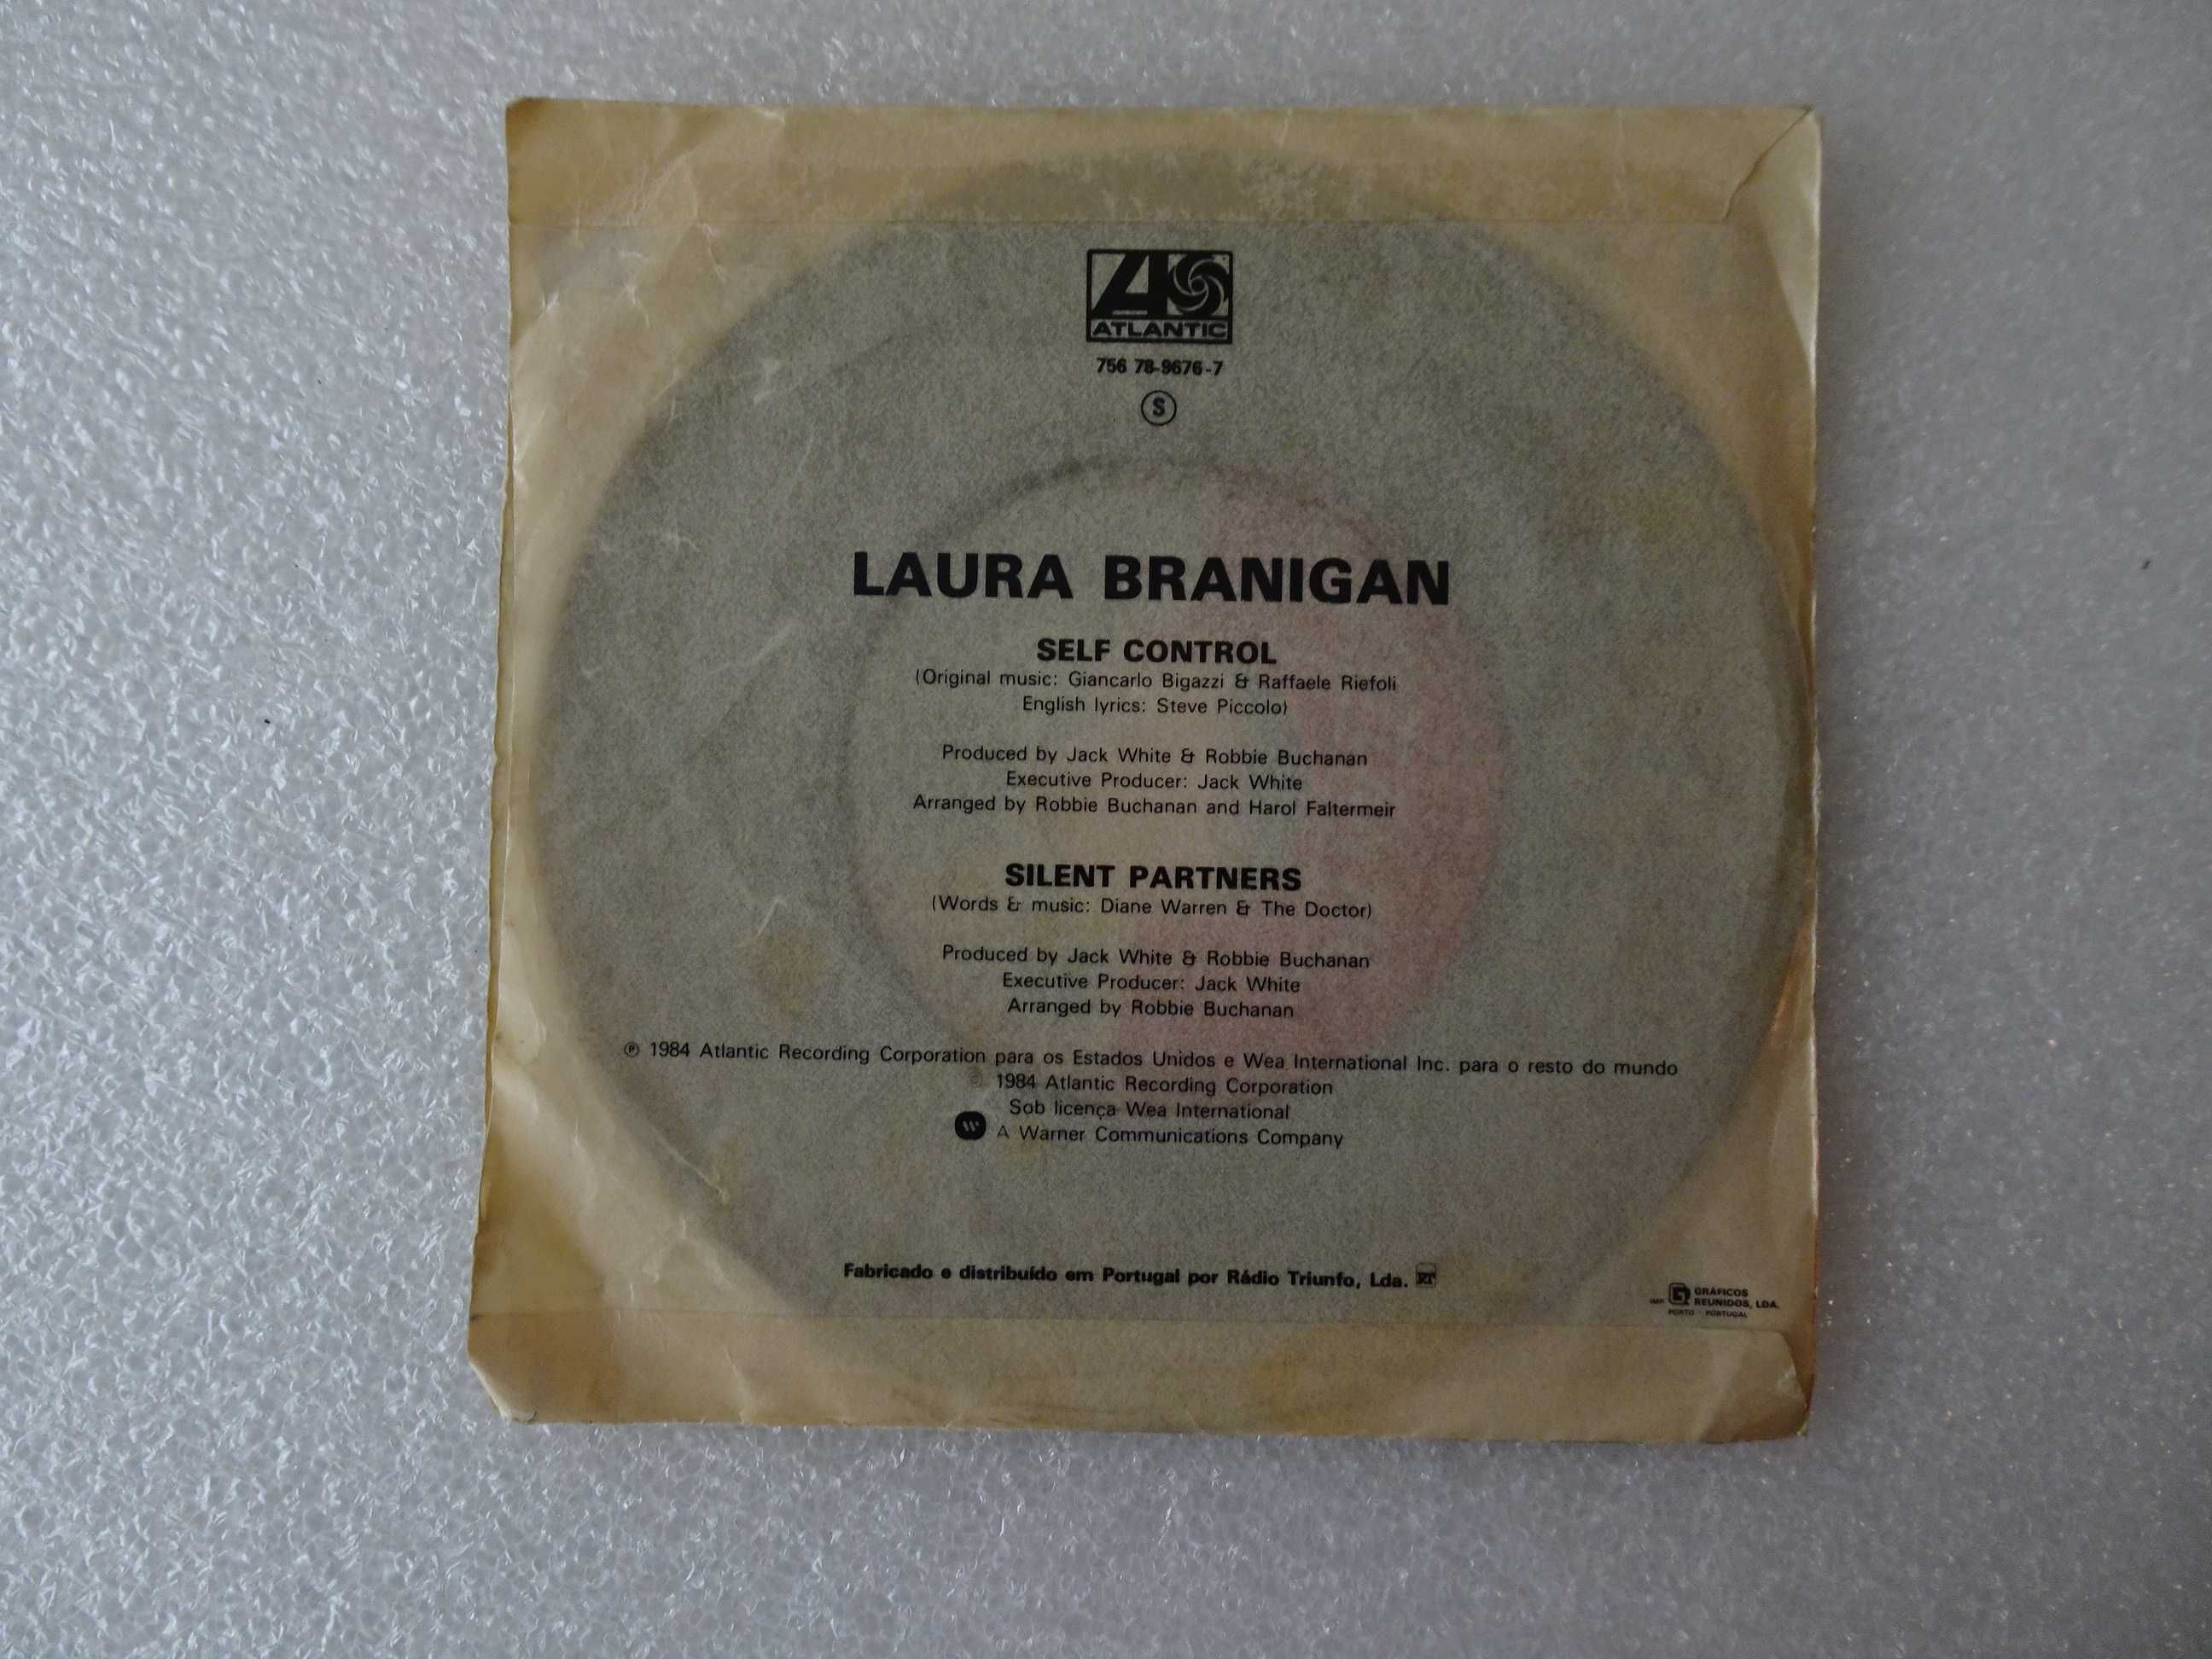 ATLANTIC
756 78-9676-7
S
LAURA BRANIGAN
SELF CONTROL
(Original music: Giancarlo Bigazzi & Raffaele Riefoli
English lyrics: Steve Piccolo)
Produced by Jack White & Robbie Buchanan
Executive Producer: Jack White
Arranged by Robbie Buchanan and Harol Faltermeir
SILENT PARTNERS
(Words & music: Diane Warren & The Doctor)
Produced by Jack White & Robbie Buchanan
Executive Producer: Jack White
Arranged by Robbie Buchanan
℗ 1984 Atlantic Recording Corporation para os Estados Unidos e Wea International Inc. para o resto do mundo
© 1984 Atlantic Recording Corporation
Sob licença Wea International
A Warner Communications Company
Fabricado e distribuído em Portugal por Rádio Triunfo, Lda. RT
IMP. GRÁFICOS
REUNIDOS, LDA.
PORTO - PORTUGAL